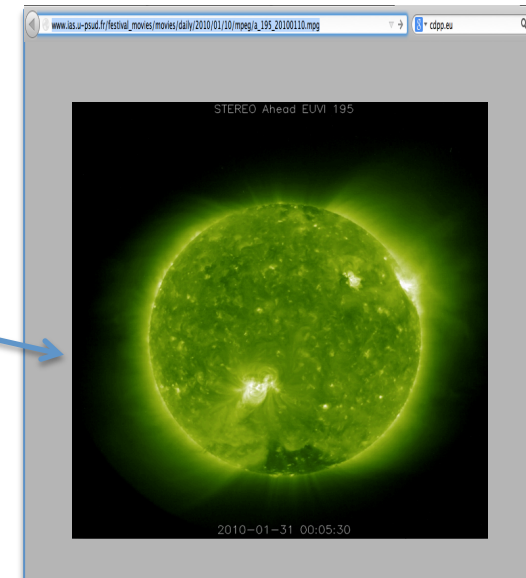 www.ias.u-psud.fr/festival_movies/movies/daily/2010/01/10/mpeg/a_195_20100110.mpg
cdpp.eu
STEREO Ahead EUVI 195
2010-01-31 00:05:30